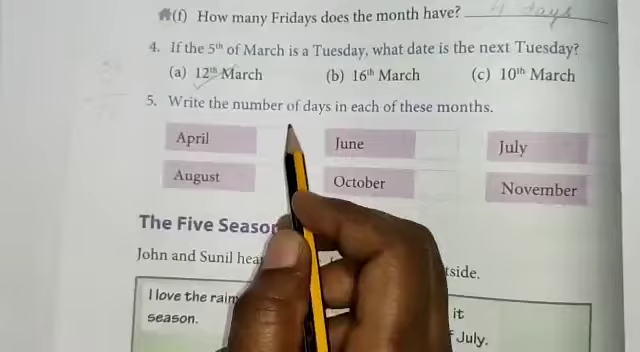 (f) How many Fridays does the month have? 4 days
4. If the 5th of March is a Tuesday, what date is the next Tuesday?
(a) 12th March (b) 16th March (c) 10th March
5. Write the number of days in each of these months.
April June July
August October November
The Five
John and Sunil tside.
I love the rain it
season. July.